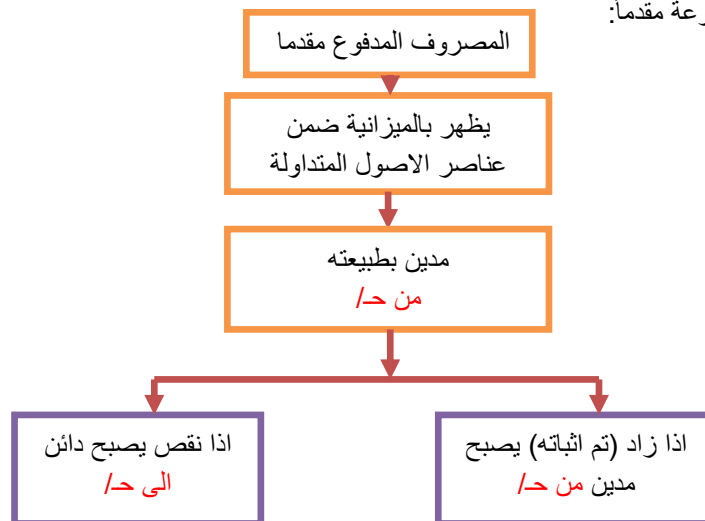 رعة مقدماً:
المصروف المدفوع مقدما
يظهر بالميزانية ضمن
عناصر الاصول المتداولة
مدين بطبيعته
من حـ/
اذا زاد (تم اثباته) يصبح
مدين من حـ/
اذا نقص يصبح دائن
الى حـ/